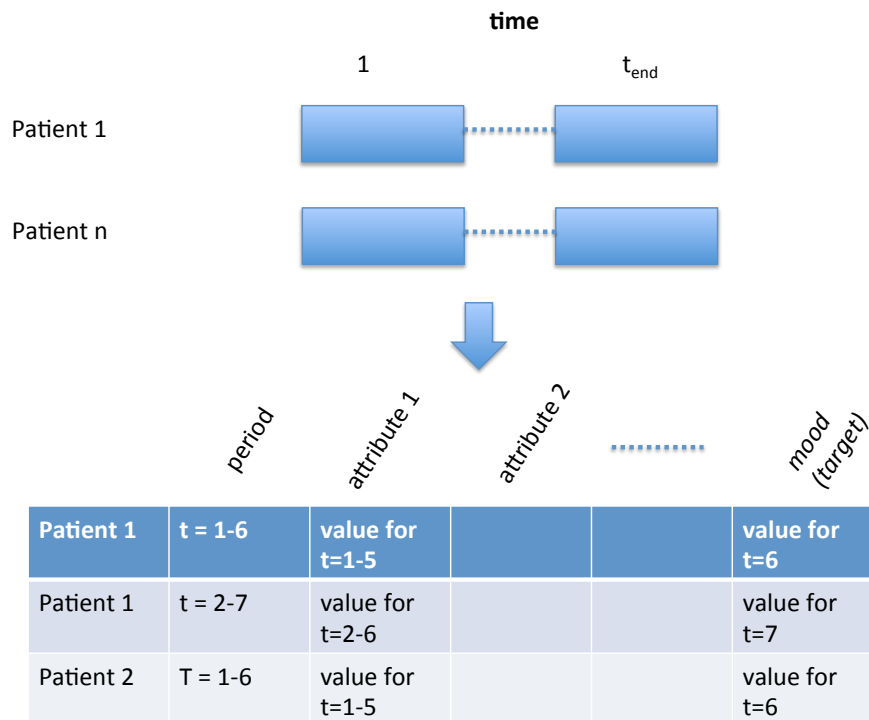 time
1 t_end
Patient 1
Patient n
period attribute 1 attribute 2 mood
(target)
Patient 1 t = 1-6 value for value for
t=1-5 t=6
Patient 1 t = 2-7 value for value for
t=2-6 t=7
Patient 2 T = 1-6 value for value for
t=1-5 t=6